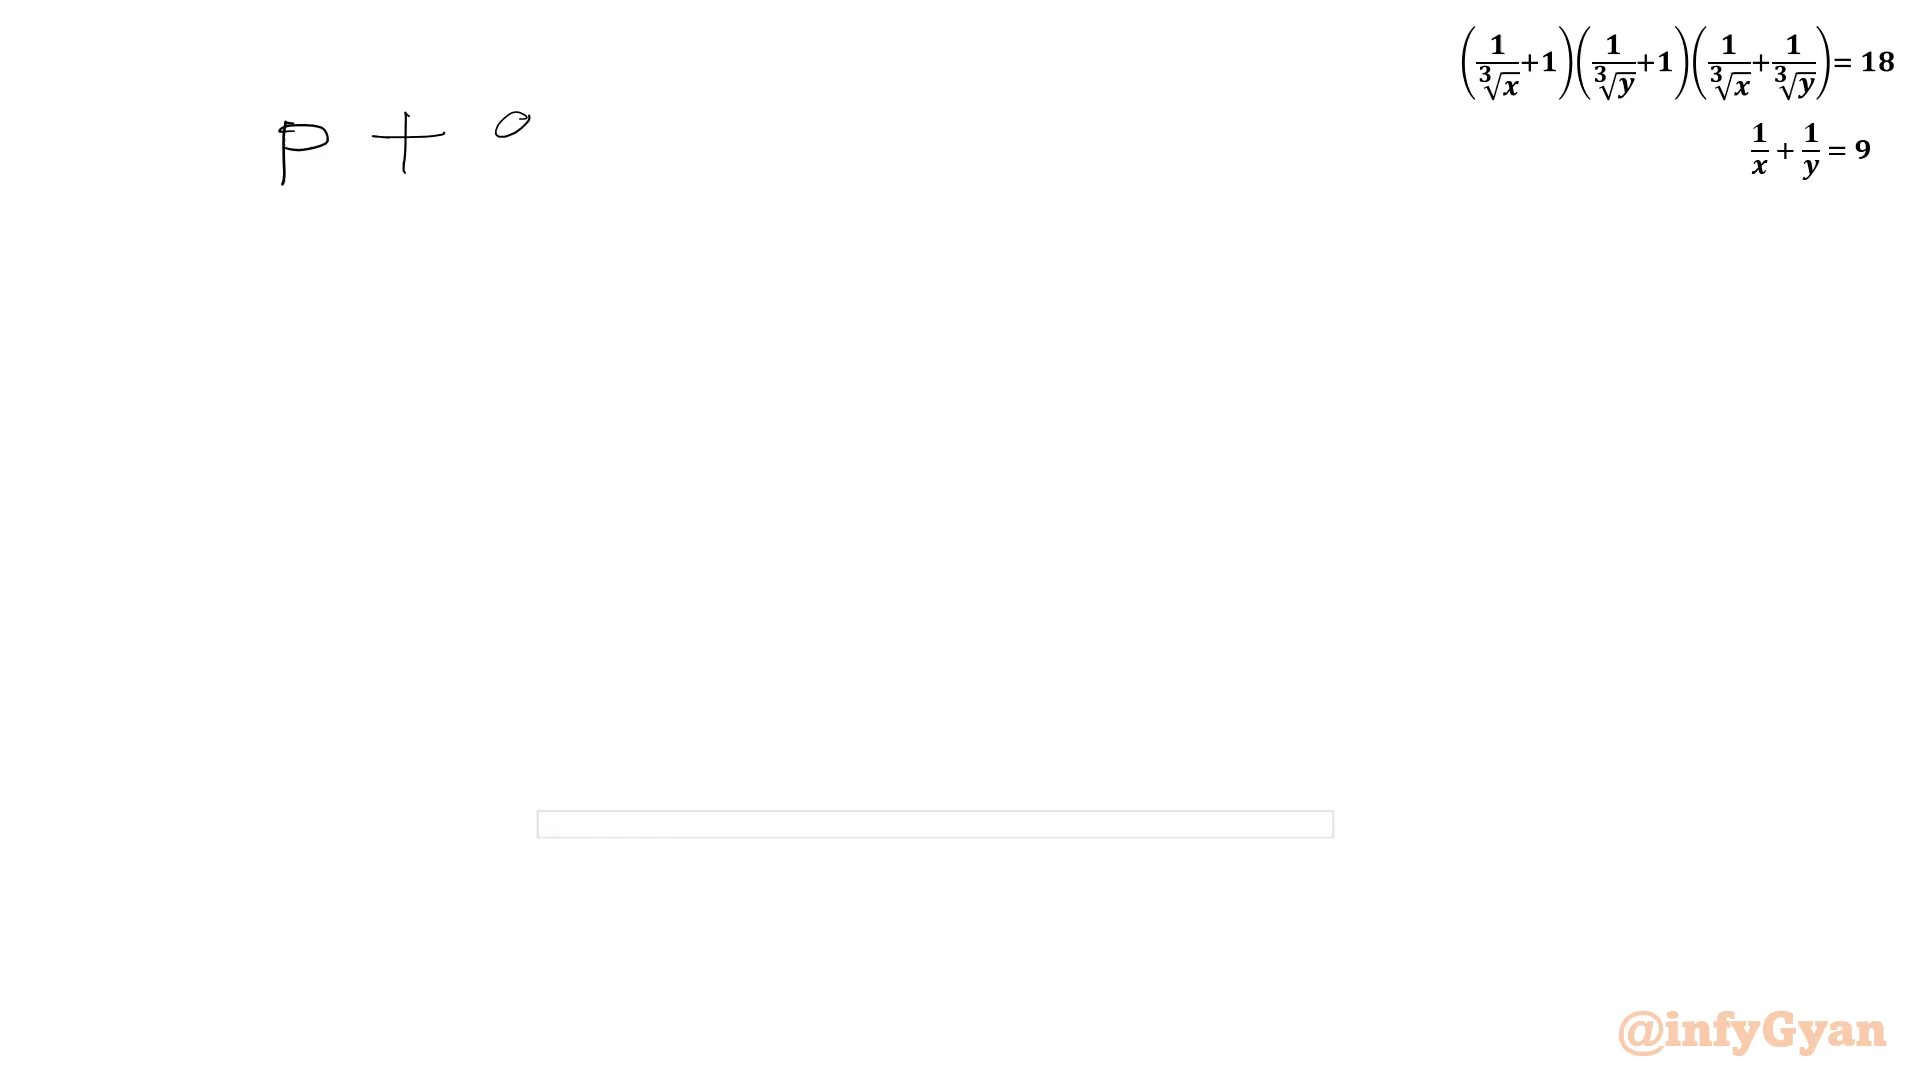 (1/∛x+1)(1/∛y+1)(1/∛x+1/∛y)= 18
1/x + 1/y = 9
p +
@infyGyan